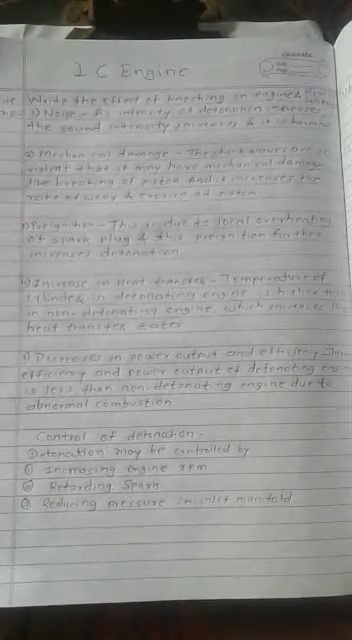 I C Engine
Write the effect of knocking in engine & how control
1) Noise - As intensity of detonation increases
the sound intensity increases & it is harmful
2) Mechanical damage - The shock waves are so
violent that it may have mechanical damage
like breaking of piston and it increases the
rate of wear & erosion of piston
3) Preignition - This is due to local overheating
of spark plug & this preignition further
increases detonation
4) Increase in Heat transfer - Temperature of
cylinder in detonating engine is higher than
in non-detonating engine which increases the
heat transfer rates
5) Decreases in power output and efficiency - The
efficiency and power output of detonating engine
is less than non-detonating engine due to
abnormal combustion
Control of detonation -
Detonation may be controlled by
① Increasing engine rpm
② Retarding Spark
③ Reducing pressure in inlet manifold